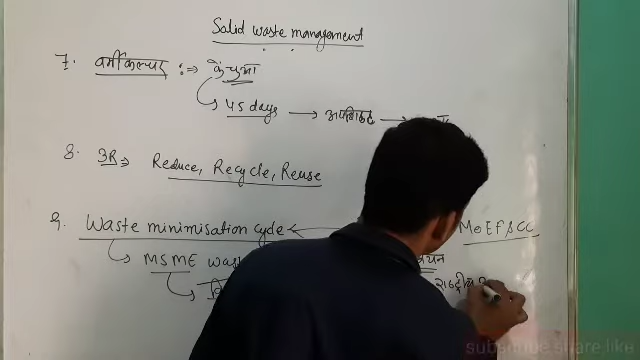 Solid waste management
7. वर्मीकल्चर :⇒ केंचुआ
45 days → अपशिष्ट →
8. 3R ⇒ Reduce, Recycle, Reuse
9. Waste minimisation cycle ← MoEF&CC
MSME
subscribe share like